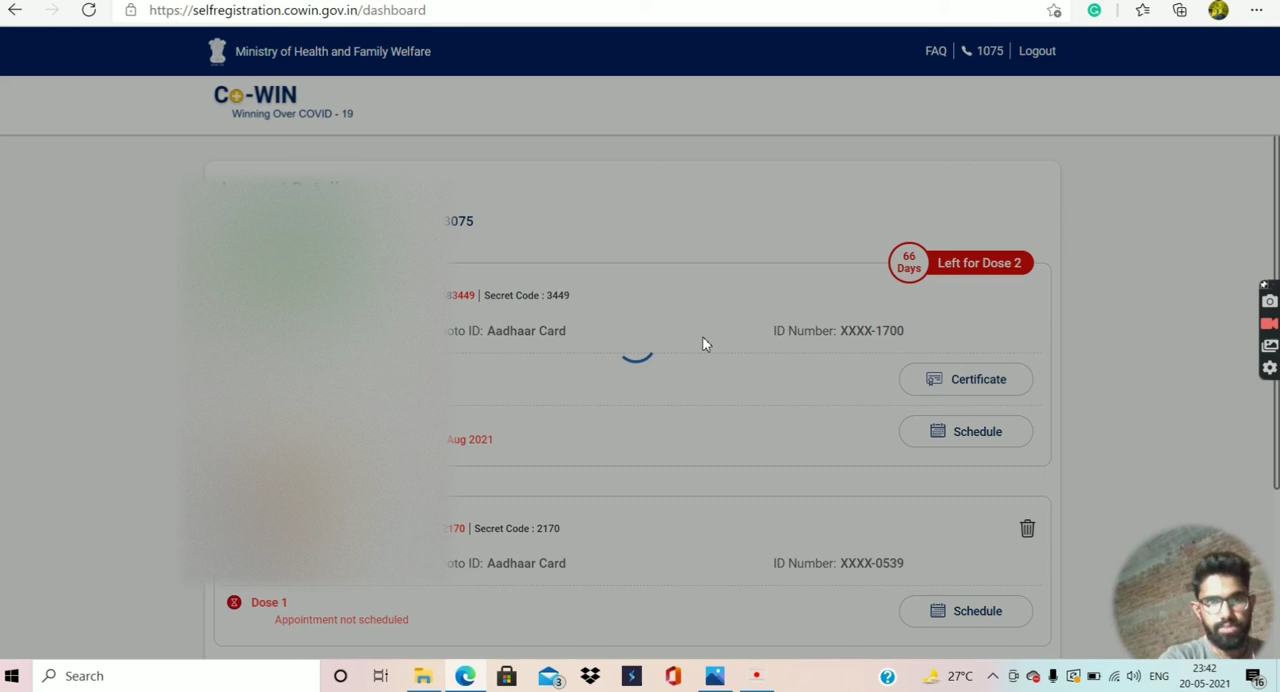 https://selfregistration.cowin.gov.in/dashboard
Ministry of Health and Family Welfare
FAQ | 1075 | Logout
Co-WIN
Winning Over COVID - 19
3075
66 Days Left for Dose 2
3449 | Secret Code : 3449
ID: Aadhaar Card ID Number: XXXX-1700
Certificate
Aug 2021 Schedule
2170 | Secret Code : 2170
ID: Aadhaar Card ID Number: XXXX-0539
Dose 1
Appointment not scheduled
Schedule
Search
3
27°C
ENG
23:42
20-05-2021
16